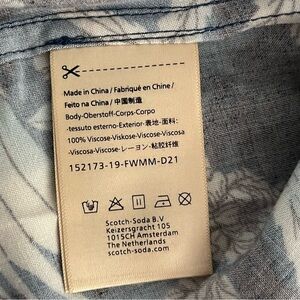 Made in China / Fabriqué en Chine /
Feito na China / 中国制造
Body-Oberstoff-Corps-Corpo
-tessuto esterno-Exterior-表地-面料:
100% Viscose-Viskose-Viscose-Viscosa
-Viscosa-Viscose-レーヨン-粘胶纤维
152173-19-FWMM-D21
Scotch-Soda B.V
Keizersgracht 105
1015CH Amsterdam
The Netherlands
scotch-soda.com